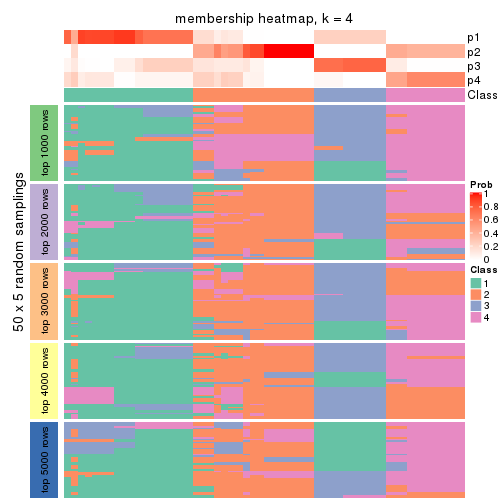 membership heatmap, k = 4
p1
p2
p3
p4
Class
50 x 5 random samplings
top 1000 rows
top 2000 rows
top 3000 rows
top 4000 rows
top 5000 rows
Prob
1
0.8
0.6
0.4
0.2
0
Class
1
2
3
4